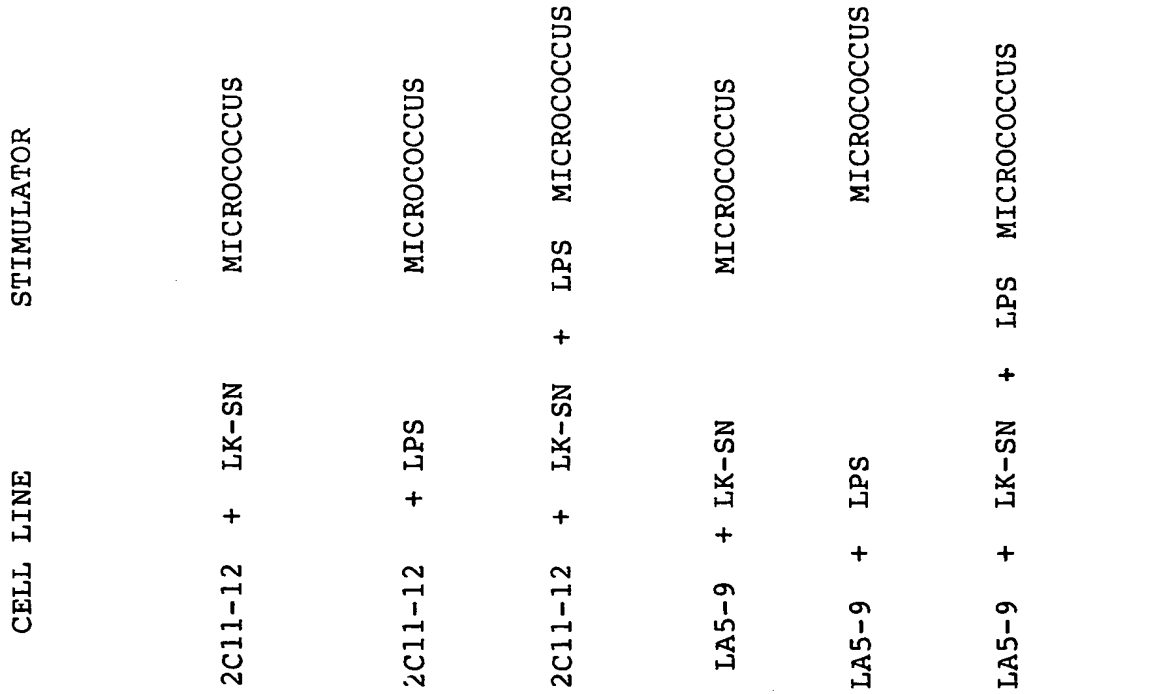 CELL LINE STIMULATOR
2C11-12 + LK-SN MICROCOCCUS
2C11-12 + LPS MICROCOCCUS
2C11-12 + LK-SN + LPS MICROCOCCUS
LA5-9 + LK-SN MICROCOCCUS
LA5-9 + LPS MICROCOCCUS
LA5-9 + LK-SN + LPS MICROCOCCUS